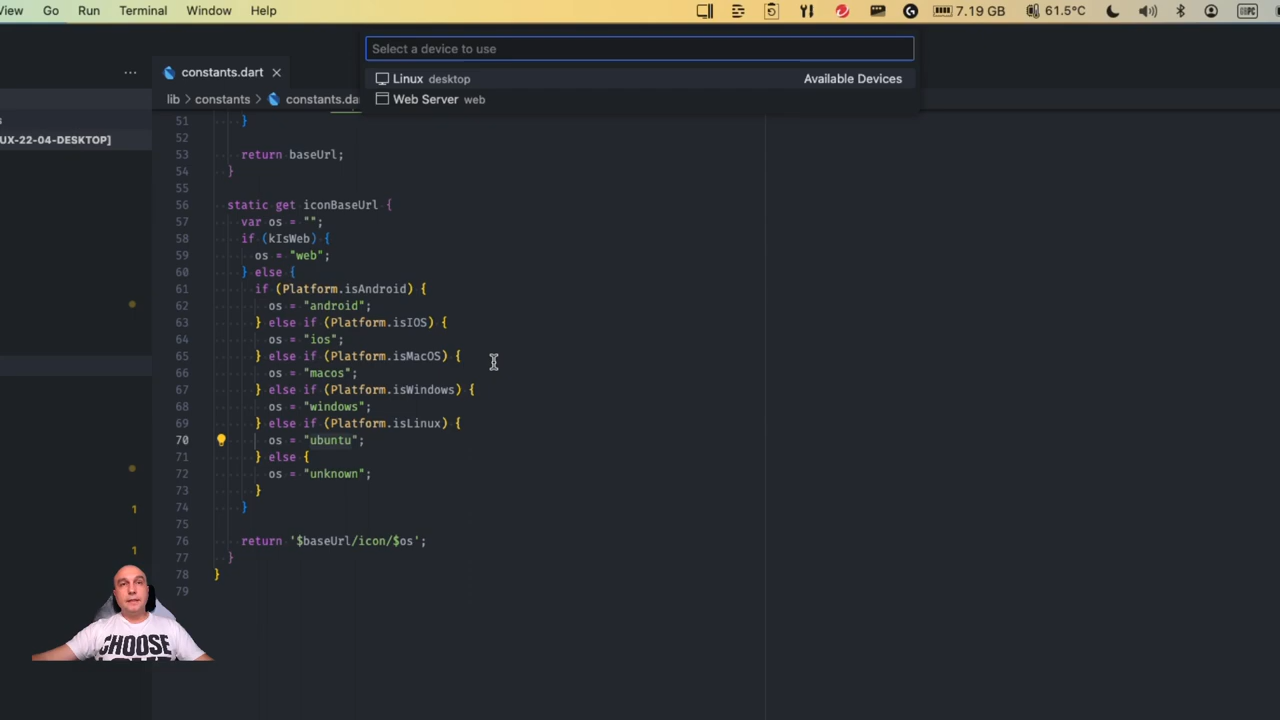 View Go Run Terminal Window Help 7.19 GB 61.5°C
Select a device to use
Linux desktop Available Devices
Web Server web
··· constants.dart ×
lib > constants > constants.da
s
UX-22-04-DESKTOP]
51 }
52
53 return baseUrl;
54 }
55
56 static get iconBaseUrl {
57 var os = "";
58 if (kIsWeb) {
59 os = "web";
60 } else {
61 if (Platform.isAndroid) {
62 os = "android";
63 } else if (Platform.isIOS) {
64 os = "ios";
65 } else if (Platform.isMacOS) {
66 os = "macos";
67 } else if (Platform.isWindows) {
68 os = "windows";
69 } else if (Platform.isLinux) {
70 os = "ubuntu";
71 } else {
72 os = "unknown";
73 }
74 }
75
76 return '$baseUrl/icon/$os';
77 }
78 }
79
1
1
CHOOSE